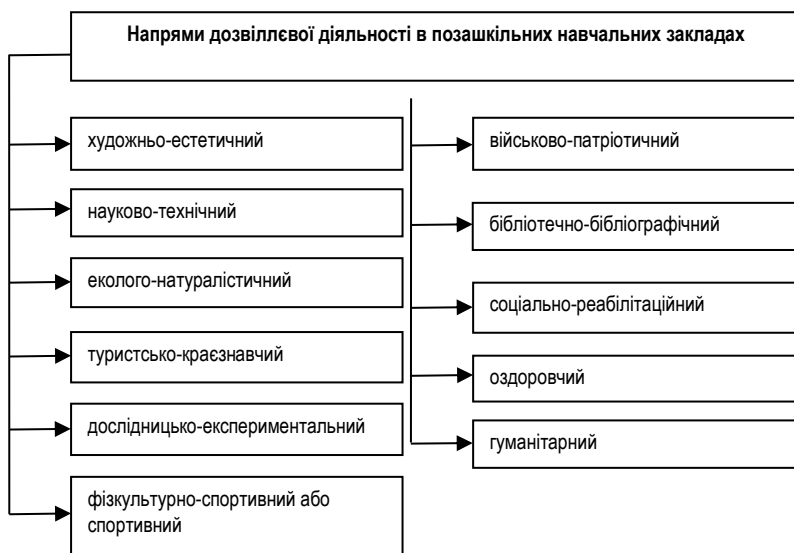 Напрями дозвіллєвої діяльності в позашкільних навчальних закладах
художньо-естетичний
науково-технічний
еколого-натуралістичний
туристсько-краєзнавчий
дослідницько-експериментальний
фізкультурно-спортивний або
спортивний
військово-патріотичний
бібліотечно-бібліографічний
соціально-реабілітаційний
оздоровчий
гуманітарний